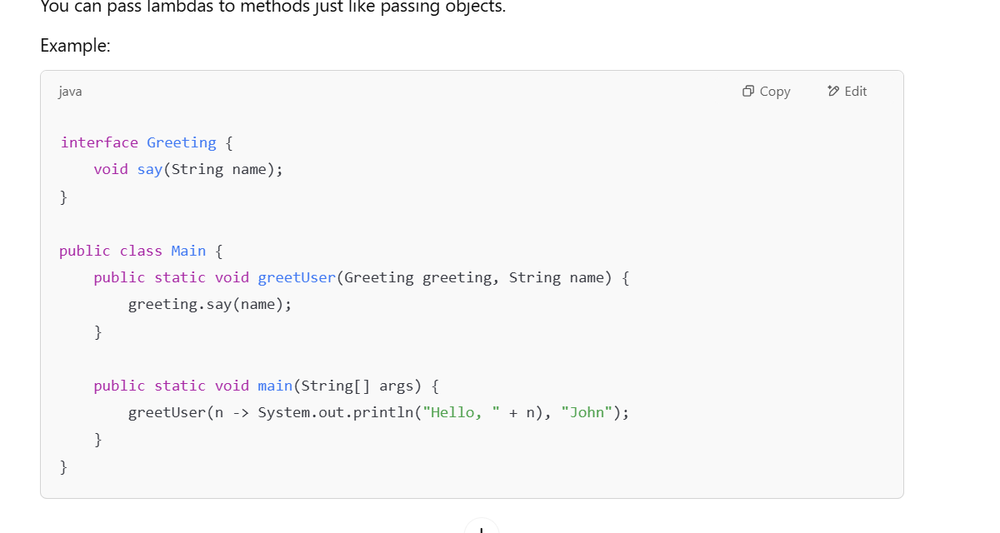 You can pass lambdas to methods just like passing objects.
Example:
java Copy Edit
interface Greeting {
    void say(String name);
}
public class Main {
    public static void greetUser(Greeting greeting, String name) {
        greeting.say(name);
    }
    public static void main(String[] args) {
        greetUser(n -> System.out.println("Hello, " + n), "John");
    }
}